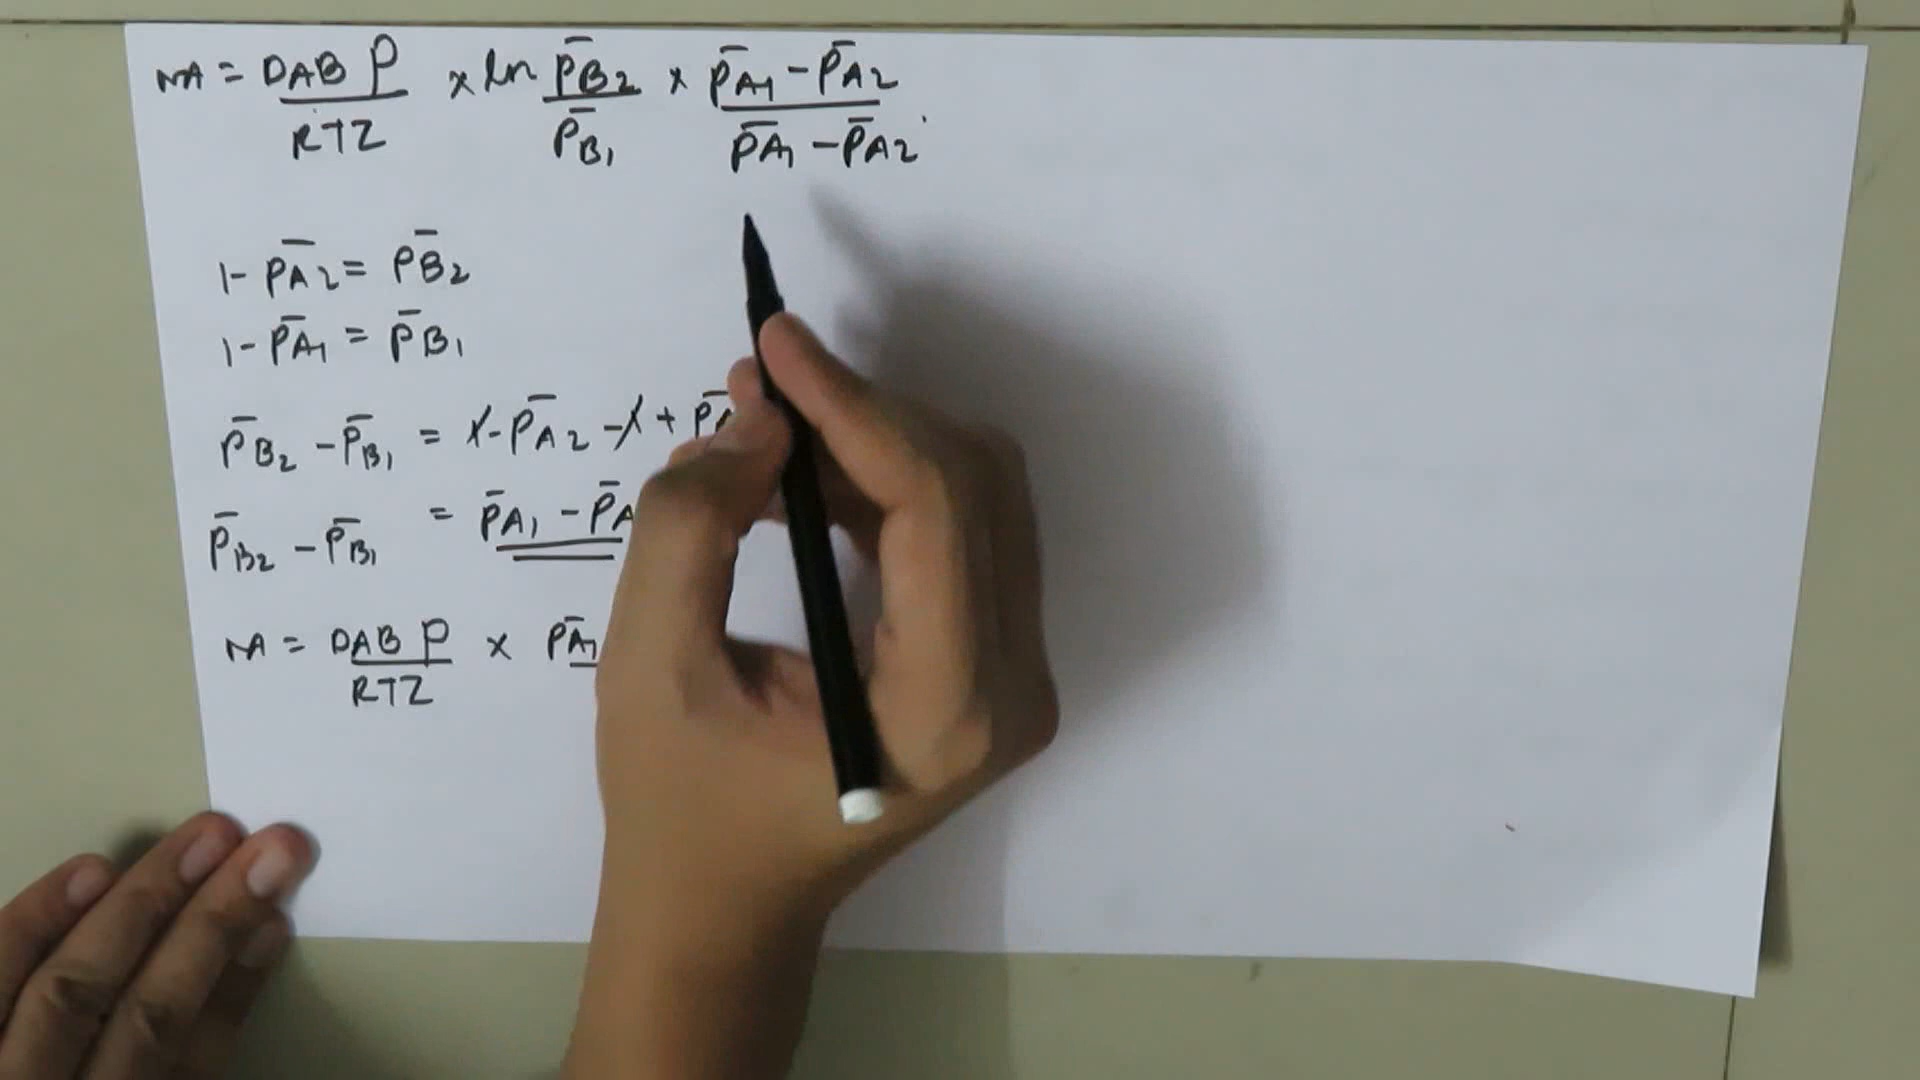 NA = DAB P / RTZ × ln p̄B2 / p̄B1 × p̄A1 - p̄A2 / p̄A1 - p̄A2
1 - p̄A2 = p̄B2
1 - p̄A1 = p̄B1
p̄B2 - p̄B1 = 1 - p̄A2 - 1 + p̄A
p̄B2 - p̄B1 = p̄A1 - p̄A
NA = DAB P / RTZ × p̄A1